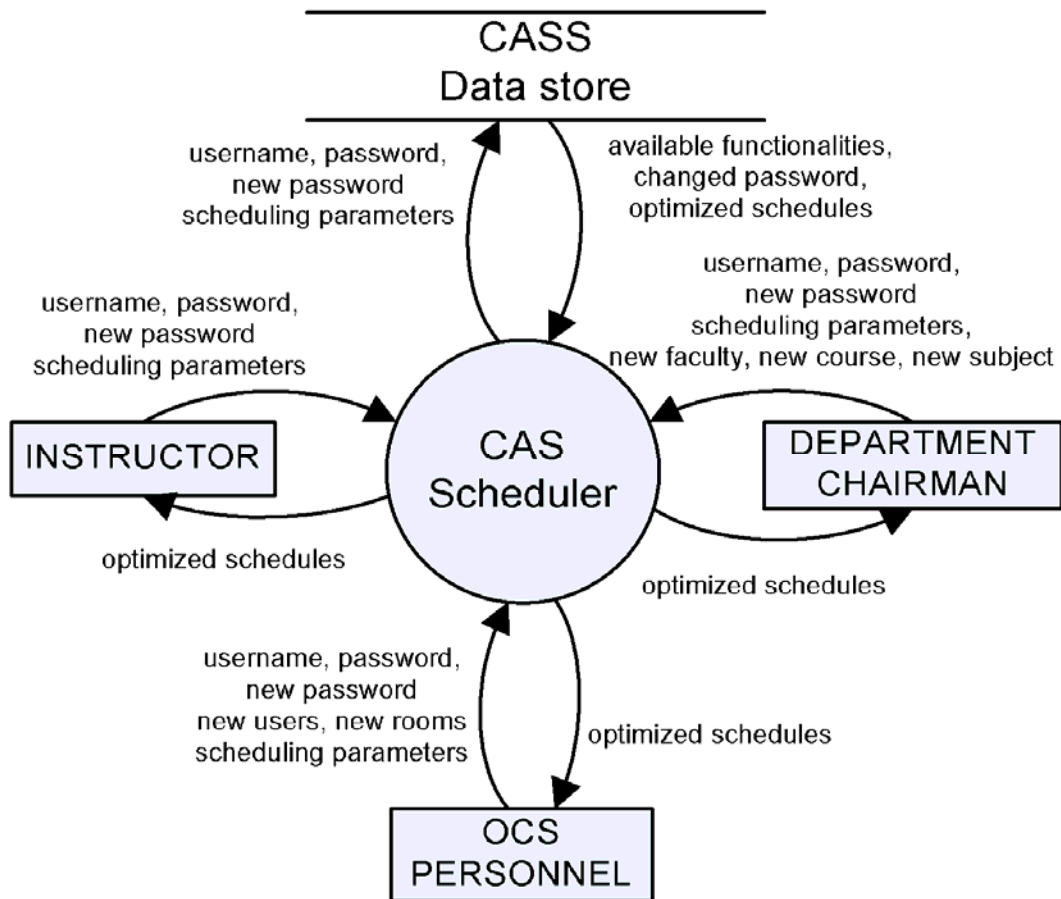 CASS
Data store
username, password,
new password
scheduling parameters
available functionalities,
changed password,
optimized schedules
username, password,
new password
scheduling parameters,
new faculty, new course, new subject
username, password,
new password
scheduling parameters
INSTRUCTOR
CAS
Scheduler
DEPARTMENT
CHAIRMAN
optimized schedules
optimized schedules
username, password,
new password
new users, new rooms
scheduling parameters
optimized schedules
OCS
PERSONNEL